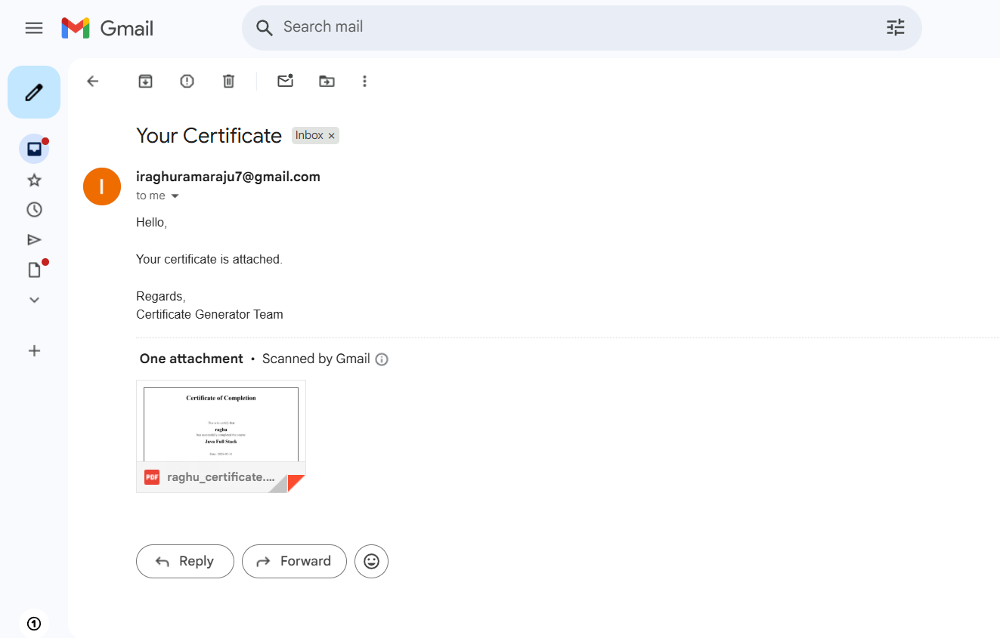 Gmail
Search mail
Your Certificate
Inbox ×
I
iraghuramaraju7@gmail.com
to me
Hello,
Your certificate is attached.
Regards,
Certificate Generator Team
One attachment • Scanned by Gmail
Certificate of Completion
This is to certify that
raghu
has successfully completed the course
Java Full Stack
PDF raghu_certificate....
Reply
Forward
1